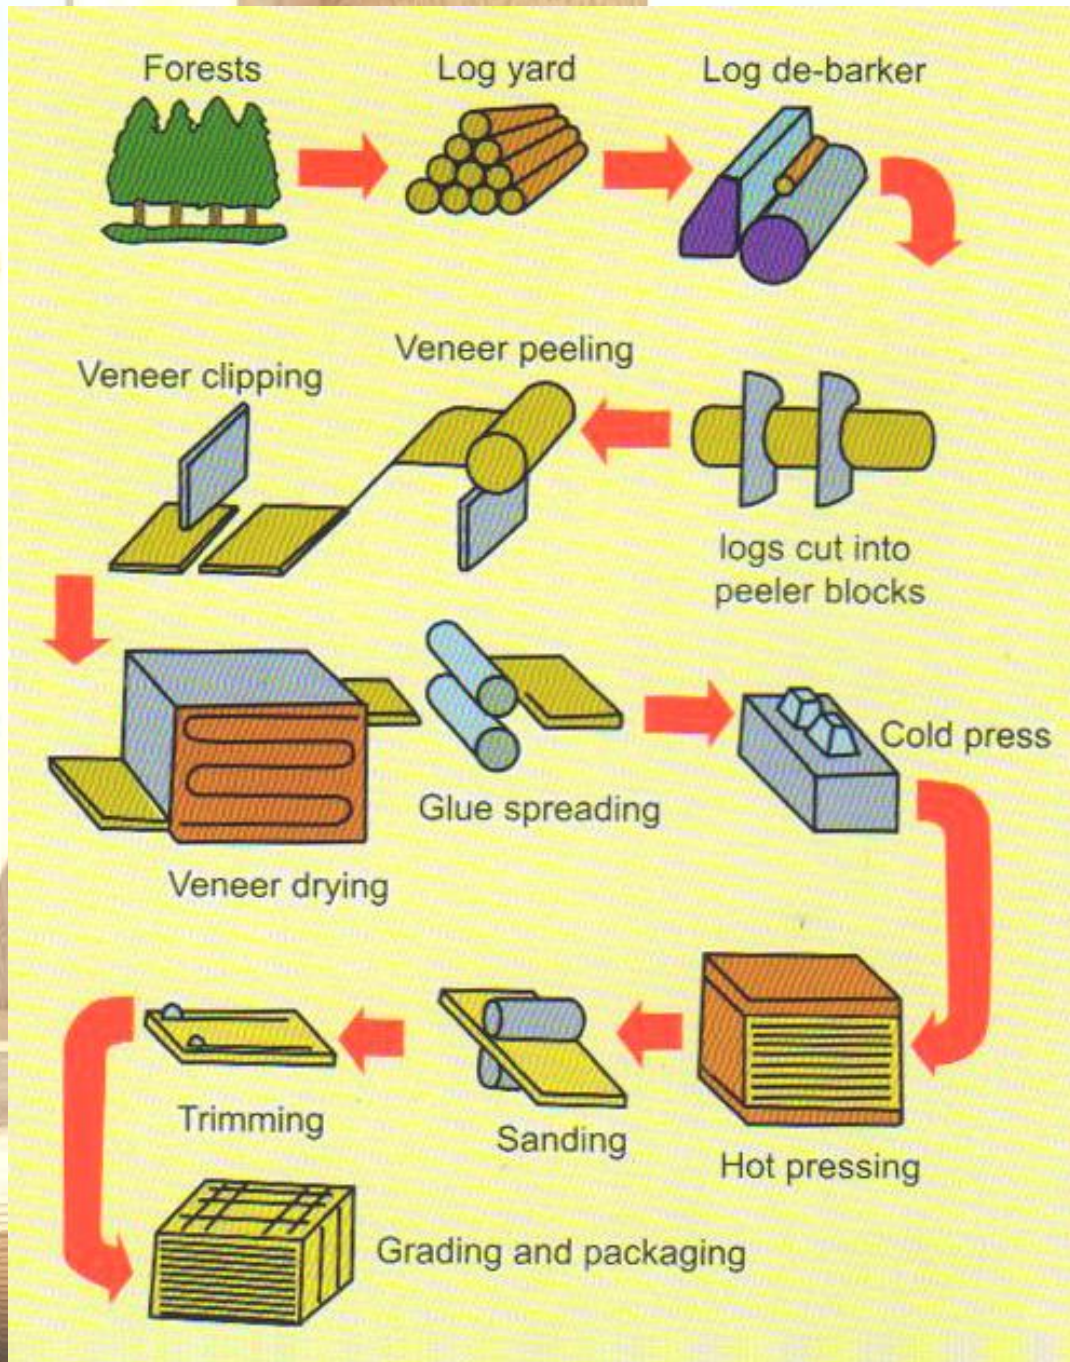 Forests
Log yard
Log de-barker
Veneer peeling
Veneer clipping
logs cut into
peeler blocks
Cold press
Glue spreading
Veneer drying
Trimming
Sanding
Hot pressing
Grading and packaging